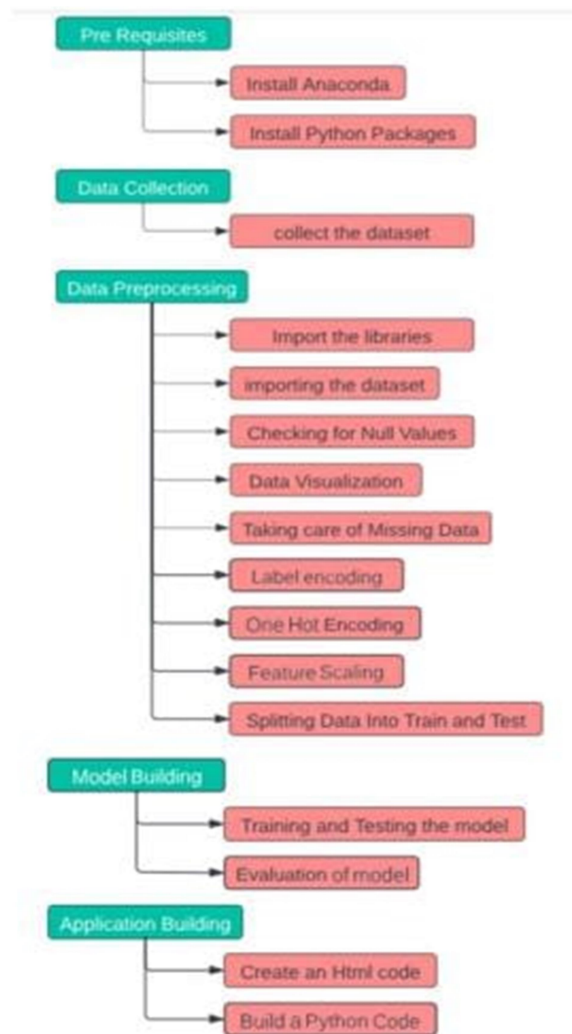 Pre Requisites
Install Anaconda
Install Python Packages
Data Collection
collect the dataset
Data Preprocessing
Import the libraries
importing the dataset
Checking for Null Values
Data Visualization
Taking care of Missing Data
Label encoding
One Hot Encoding
Feature Scaling
Splitting Data Into Train and Test
Model Building
Training and Testing the model
Evaluation of model
Application Building
Create an Html code
Build a Python Code